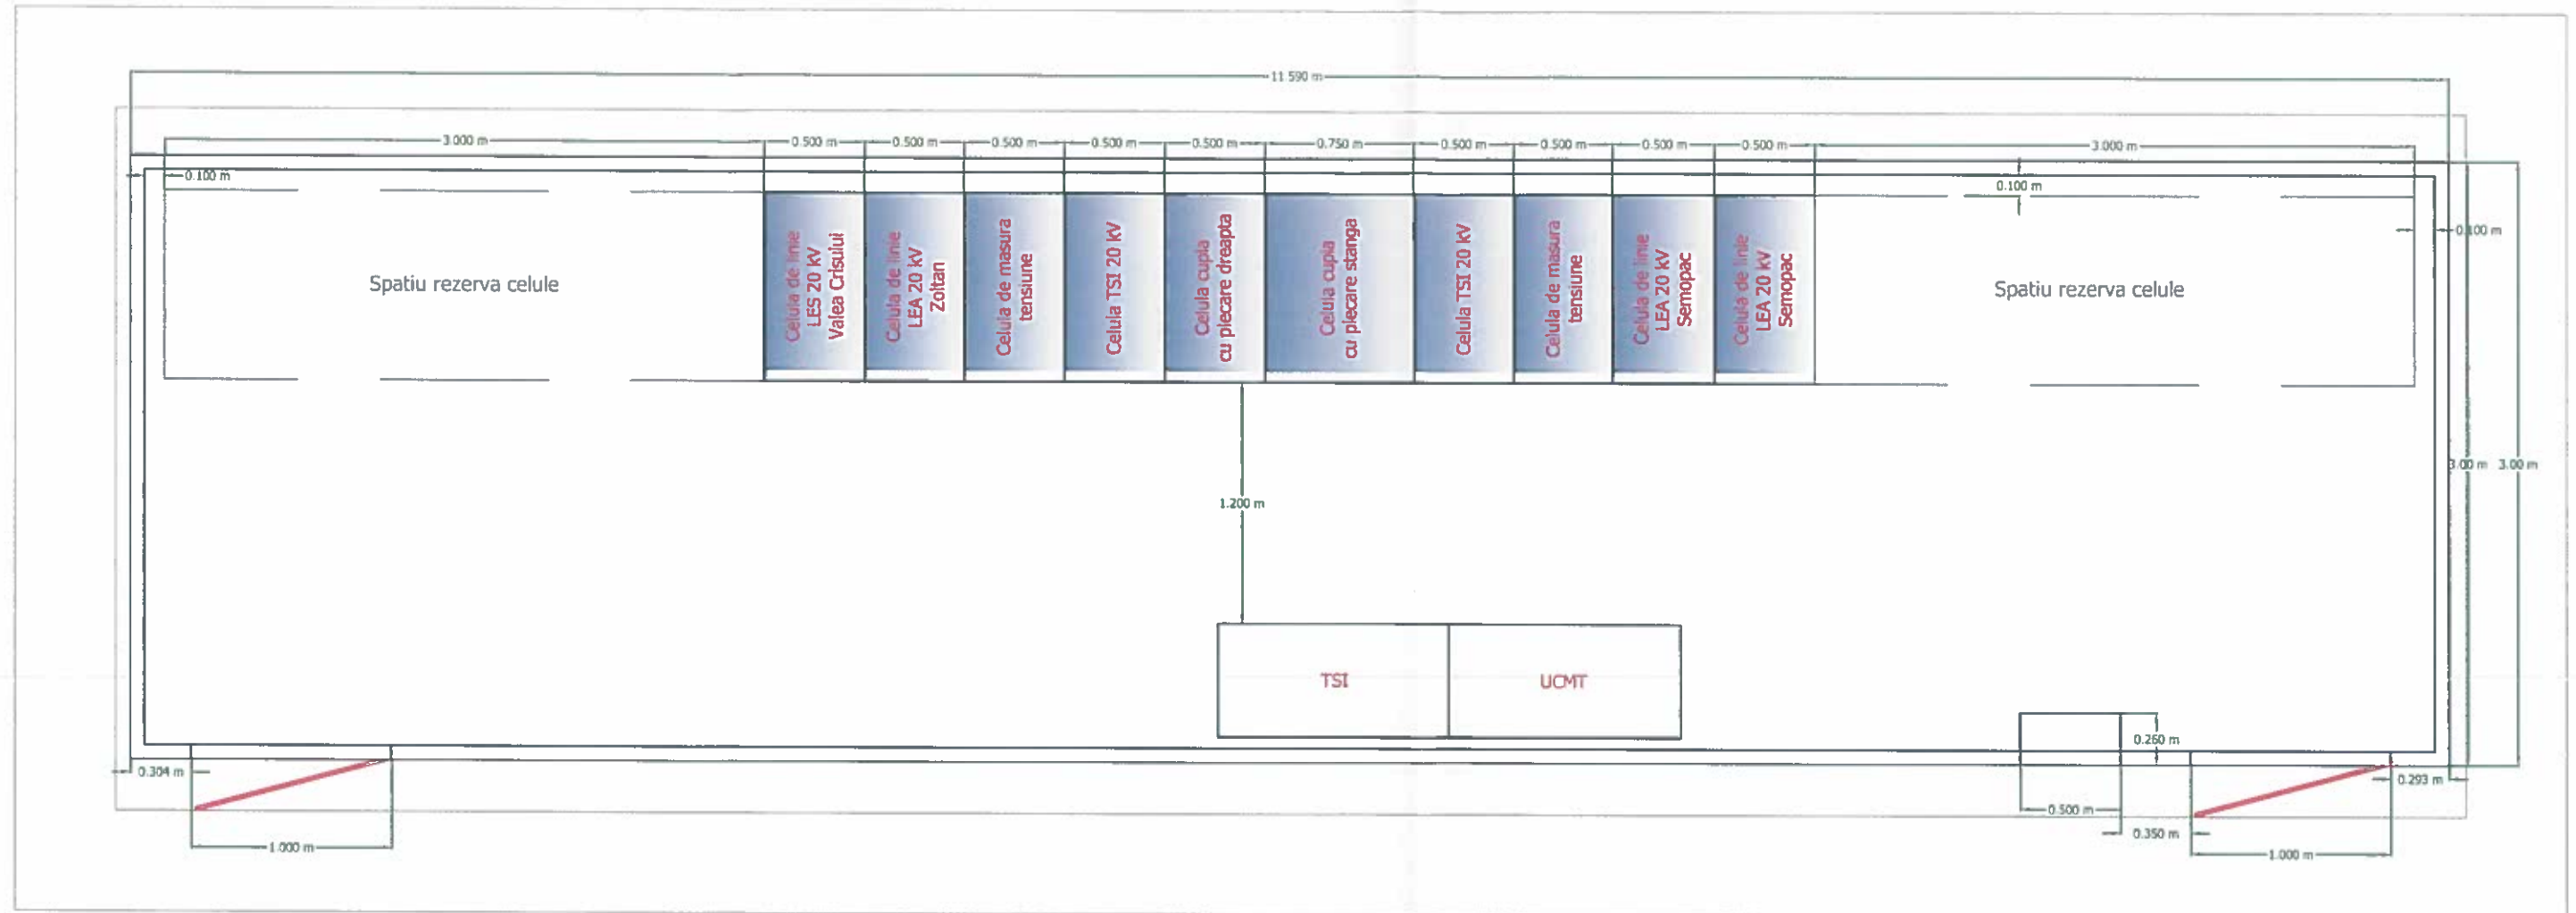 11 590 m
3.000 m
0.500 m
0.500 m
0.500 m
0.500 m
0.500 m
0.750 m
0.500 m
0.500 m
0.500 m
0.500 m
3.000 m
0.100 m
0.100 m
0.100 m
Spatiu rezerva celule
Celula de linie
LES 20 kV
Valea Crisului
Celula de linie
LEA 20 kV
Zoltan
Celula de masura
tensiune
Celula TSI 20 kV
Celula cupla
cu plecare dreapta
Celula cupla
cu plecare stanga
Celula TSI 20 kV
Celula de masura
tensiune
Celula de linie
LEA 20 kV
Semopac
Celula de linie
LEA 20 kV
Semopac
Spatiu rezerva celule
3.00 m
3.00 m
1.200 m
TSI
UCMT
0.260 m
0.304 m
0.293 m
0.500 m
0.350 m
1.000 m
1.000 m